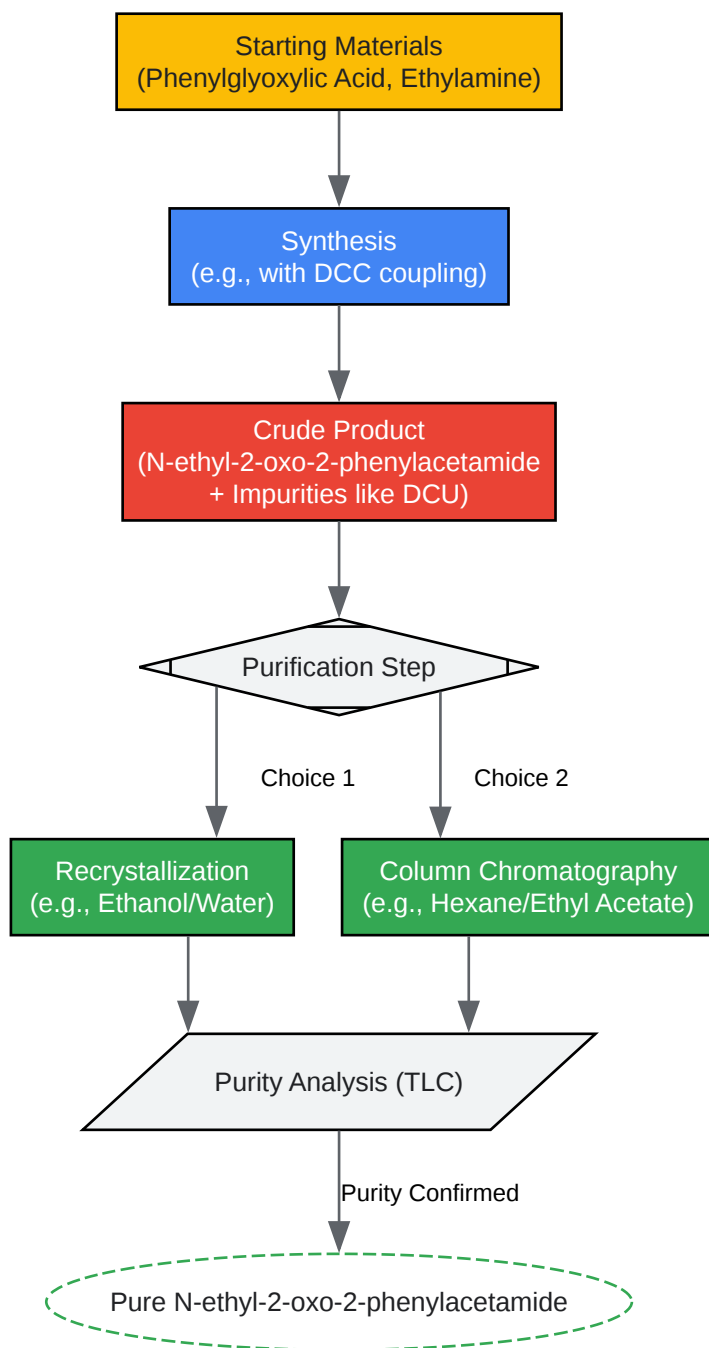 Starting Materials
(Phenylglyoxylic Acid, Ethylamine)
Synthesis
(e.g., with DCC coupling)
Crude Product
(N-ethyl-2-oxo-2-phenylacetamide
+ Impurities like DCU)
Purification Step
Choice 1
Choice 2
Recrystallization
(e.g., Ethanol/Water)
Column Chromatography
(e.g., Hexane/Ethyl Acetate)
Purity Analysis (TLC)
Purity Confirmed
Pure N-ethyl-2-oxo-2-phenylacetamide